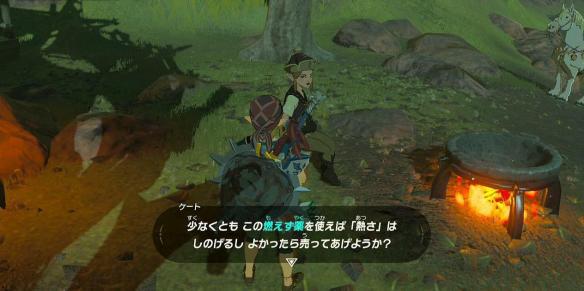 ケート
少なくとも この燃えず薬を使えば「熱さ」は
しのげるし よかったら売ってあげようか？